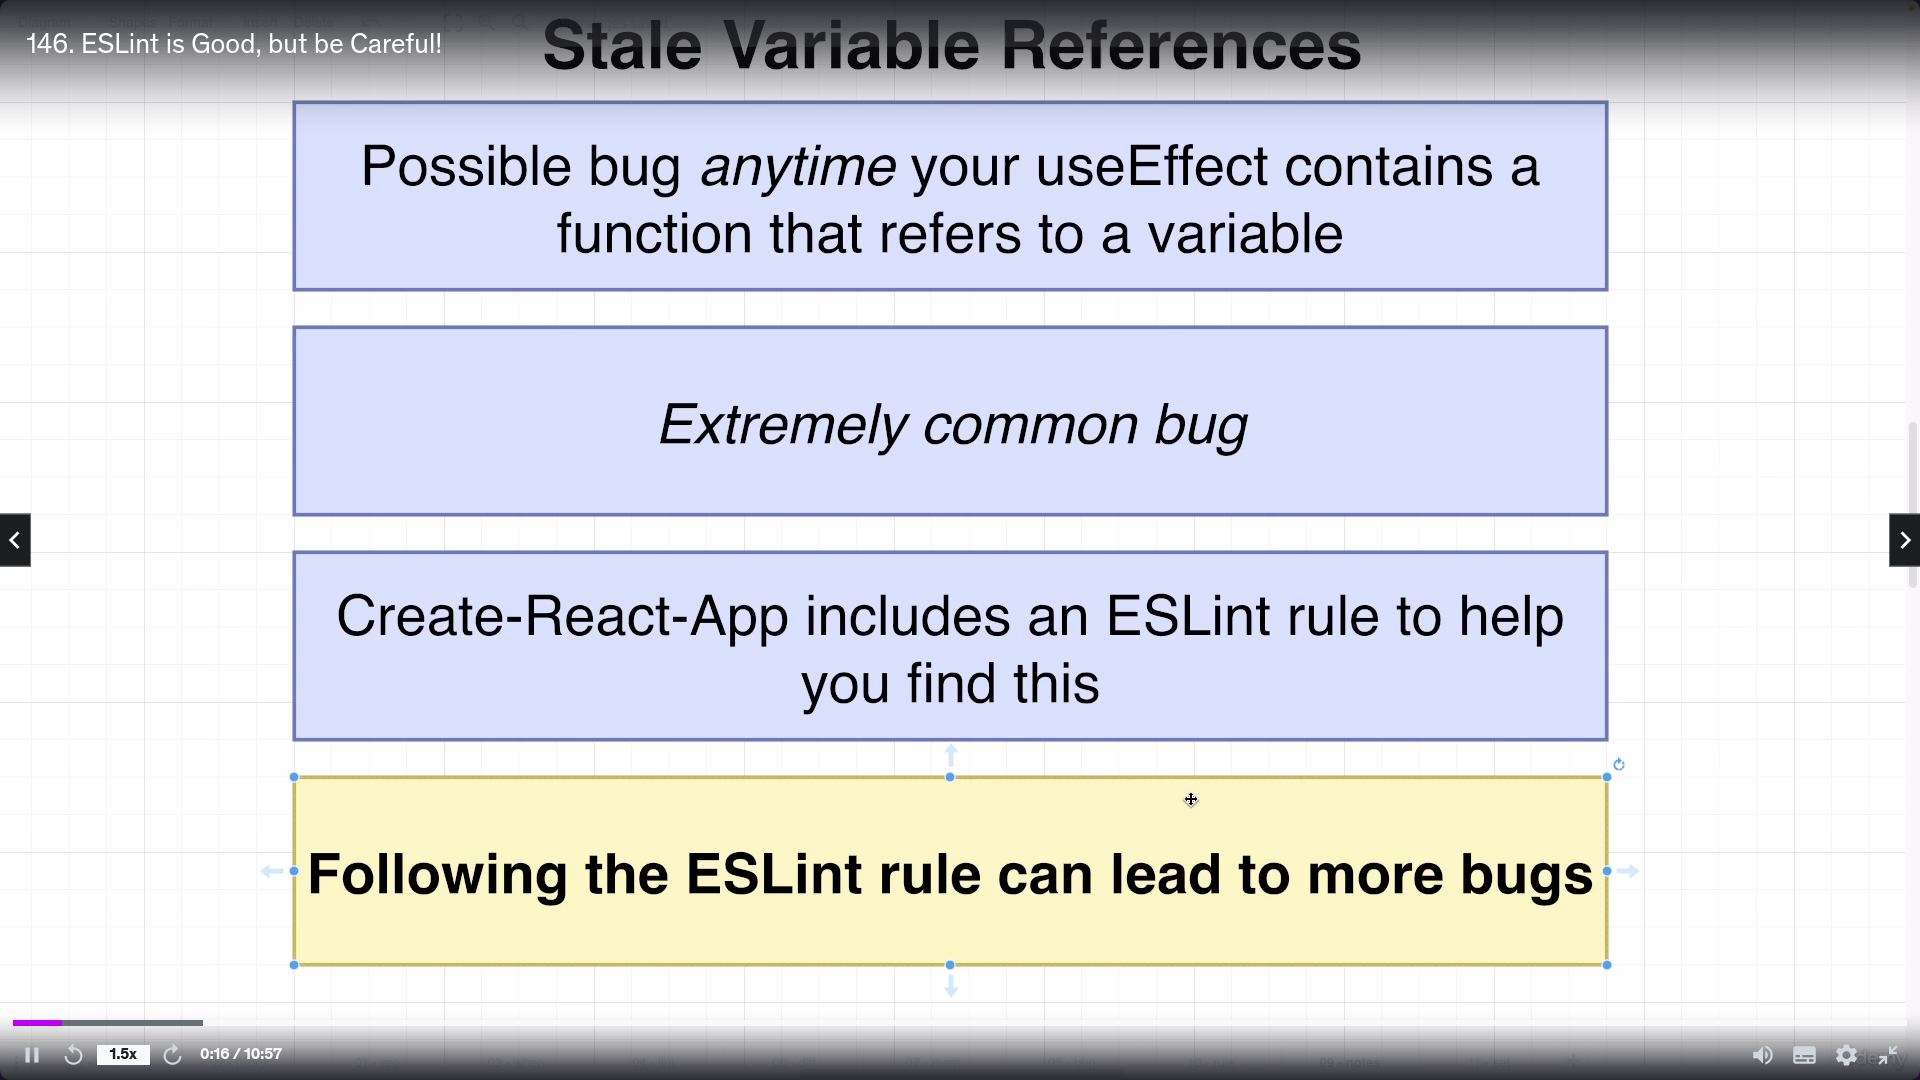 146. ESLint is Good, but be Careful!
Stale Variable References
Possible bug anytime your useEffect contains a
function that refers to a variable
Extremely common bug
Create-React-App includes an ESLint rule to help
you find this
Following the ESLint rule can lead to more bugs
1.5x
0:16 / 10:57